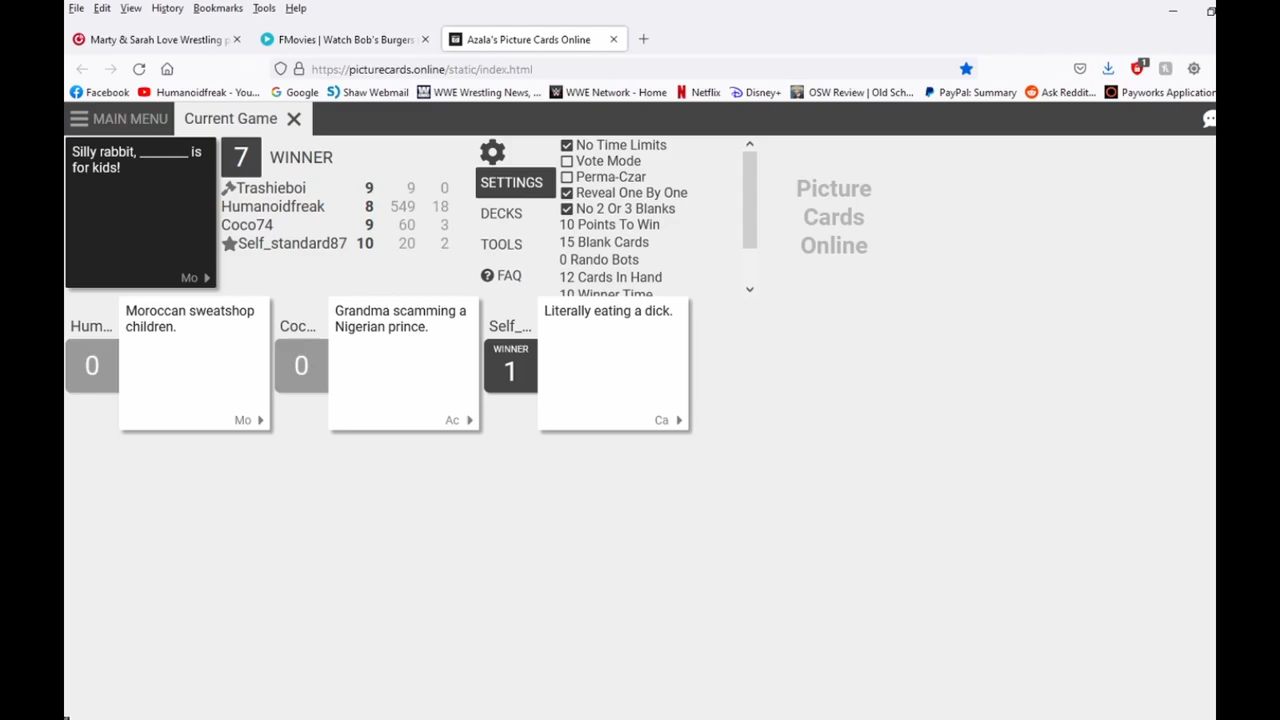 File Edit View History Bookmarks Tools Help
Marty & Sarah Love Wrestling p
FMovies | Watch Bob's Burgers
Azala's Picture Cards Online
https://picturecards.online/static/index.html
1
Facebook Humanoidfreak - You... Google Shaw Webmail WWE Wrestling News, ... WWE Network - Home Netflix Disney+ OSW Review | Old Sch... PayPal: Summary Ask Reddit... Payworks Application
MAIN MENU Current Game
Silly rabbit, _______ is
for kids!
Mo
7 WINNER
Trashieboi 9 9 0
Humanoidfreak 8 549 18
Coco74 9 60 3
Self_standard87 10 20 2
SETTINGS
DECKS
TOOLS
FAQ
No Time Limits
Vote Mode
Perma-Czar
Reveal One By One
No 2 Or 3 Blanks
10 Points To Win
15 Blank Cards
0 Rando Bots
12 Cards In Hand
10 Winner Time
Picture
Cards
Online
Hum...
0
Moroccan sweatshop
children.
Mo
Coc...
0
Grandma scamming a
Nigerian prince.
Ac
Self_...
WINNER
1
Literally eating a dick.
Ca